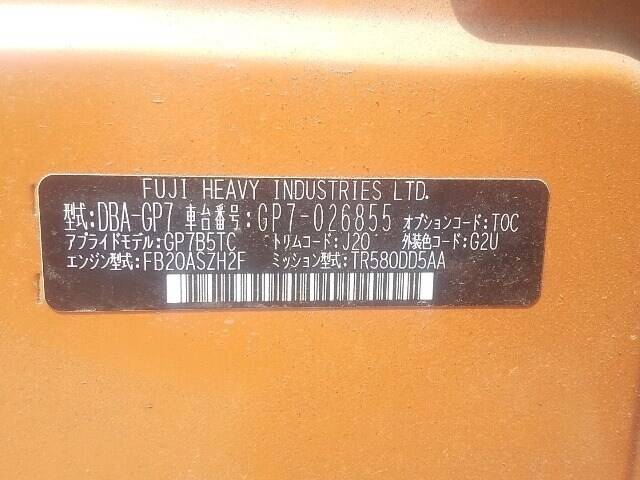 FUJI HEAVY INDUSTRIES LTD.
型式:DBA-GP7 車台番号:GP7-026855 オプションコード:TOC
アプライドモデル:GP7B5TC トリムコード:J20 外装色コード:G2U
エンジン型式:FB20ASZH2F ミッション型式:TR580DD5AA